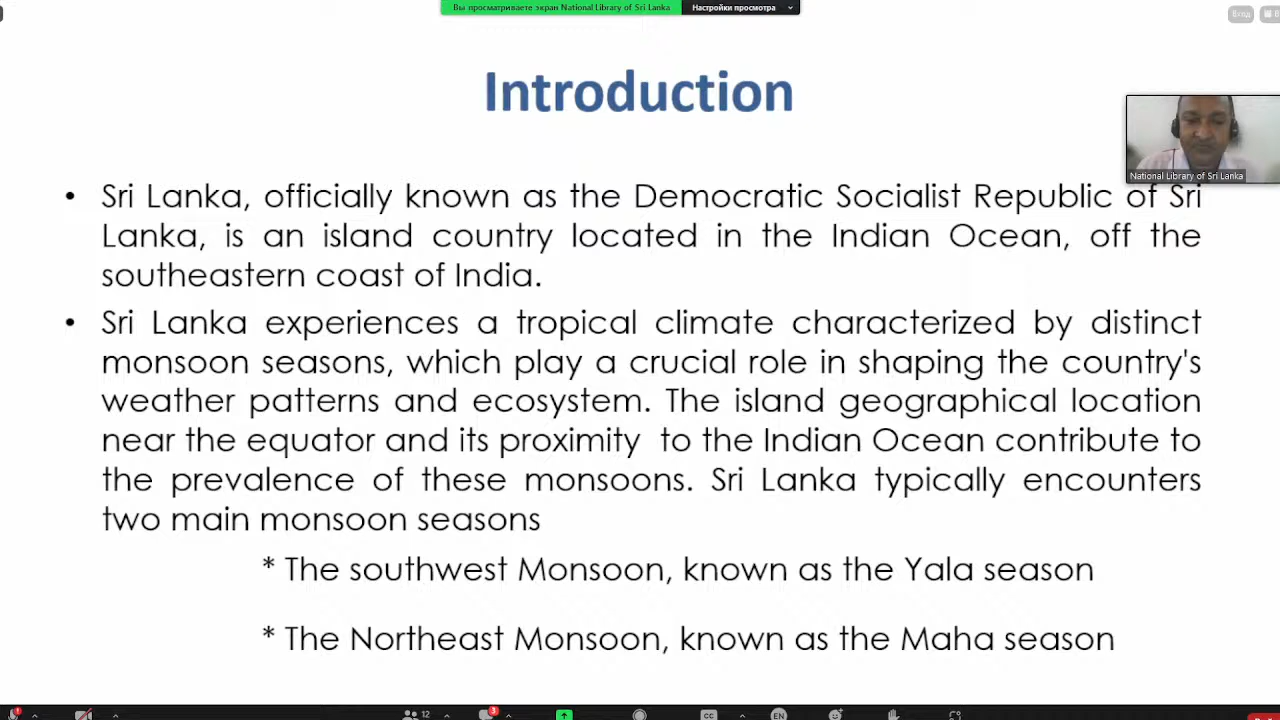 Вы просматриваете экран National Library of Sri Lanka
Настройки просмотра
Вход
Introduction
National Library of Sri Lanka
• Sri Lanka, officially known as the Democratic Socialist Republic of Sri
Lanka, is an island country located in the Indian Ocean, off the
southeastern coast of India.
• Sri Lanka experiences a tropical climate characterized by distinct
monsoon seasons, which play a crucial role in shaping the country's
weather patterns and ecosystem. The island geographical location
near the equator and its proximity to the Indian Ocean contribute to
the prevalence of these monsoons. Sri Lanka typically encounters
two main monsoon seasons
* The southwest Monsoon, known as the Yala season
* The Northeast Monsoon, known as the Maha season
12
3
CC
EN